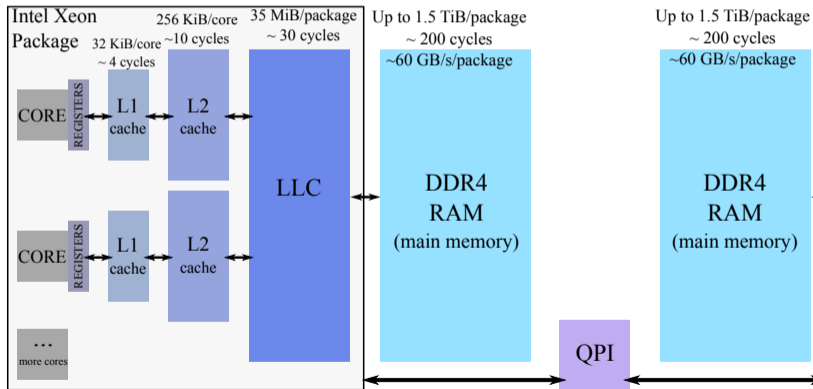 Intel Xeon
Package
32 KiB/core
~ 4 cycles
256 KiB/core
~10 cycles
35 MiB/package
~ 30 cycles
Up to 1.5 TiB/package
~ 200 cycles
~60 GB/s/package
Up to 1.5 TiB/package
~ 200 cycles
~60 GB/s/package
CORE
REGISTERS
L1
cache
L2
cache
LLC
DDR4
RAM
(main memory)
DDR4
RAM
(main memory)
CORE
REGISTERS
L1
cache
L2
cache
...
more cores
QPI